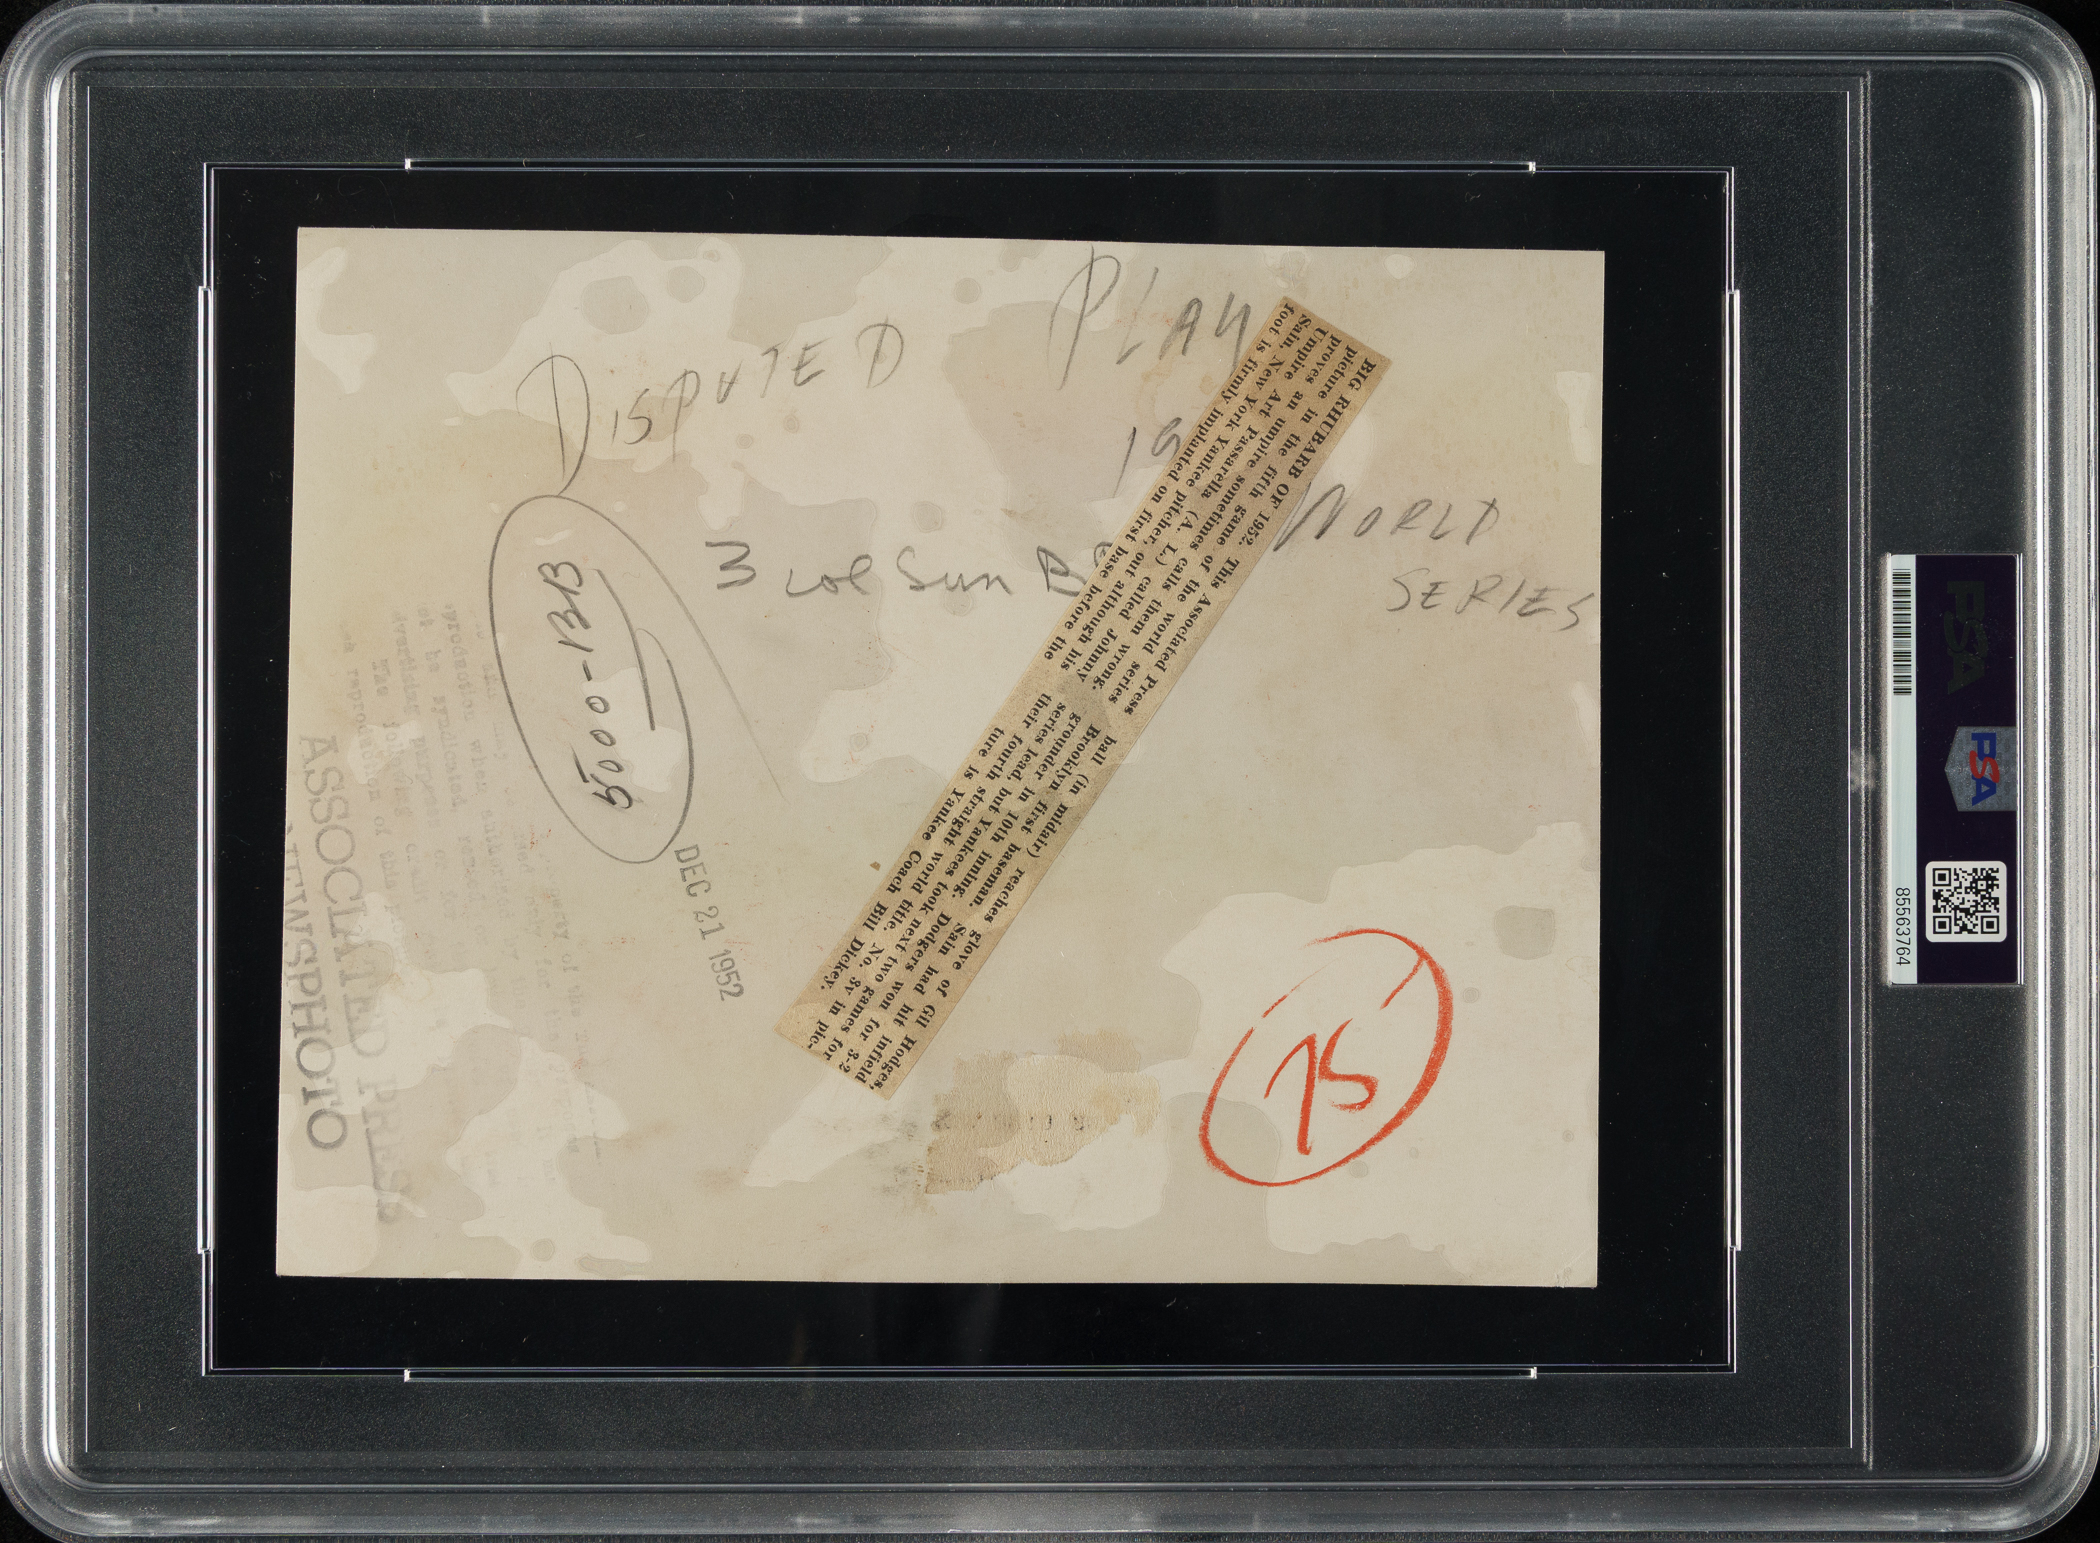 DISPUTED PLAY
19
WORLD
SERIES
3 col Sun
5000-BB
DEC 21 1952
BIG RHUBARB OF 1952. This Associated Press
picture in the fifth game of the world series
proves an umpire sometimes calls them wrong.
Umpire Art Passarella (A. L.) called Johnny
Sain, New York Yankee pitcher, out although his
foot is firmly implanted on first base before the
ball (in midair) reaches glove of Gil Hodges,
Brooklyn first baseman. Sain had hit infield
grounder in 10th inning. Dodgers won for 3-2
series lead, but Yankees took next two games for
their fourth straight world title. No. 3v in pic-
ture is Yankee Coach Bill Dickey.
75
ASSOCIATED PRESS
NEWSPHOTO
PSA
PSA
85563764